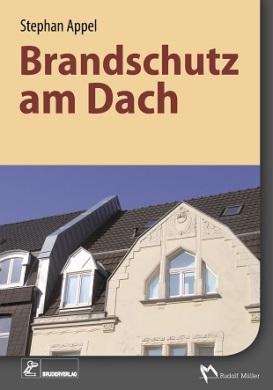 Stephan Appel
Brandschutz
am Dach
BRUDERVERLAG
Rudolf Müller